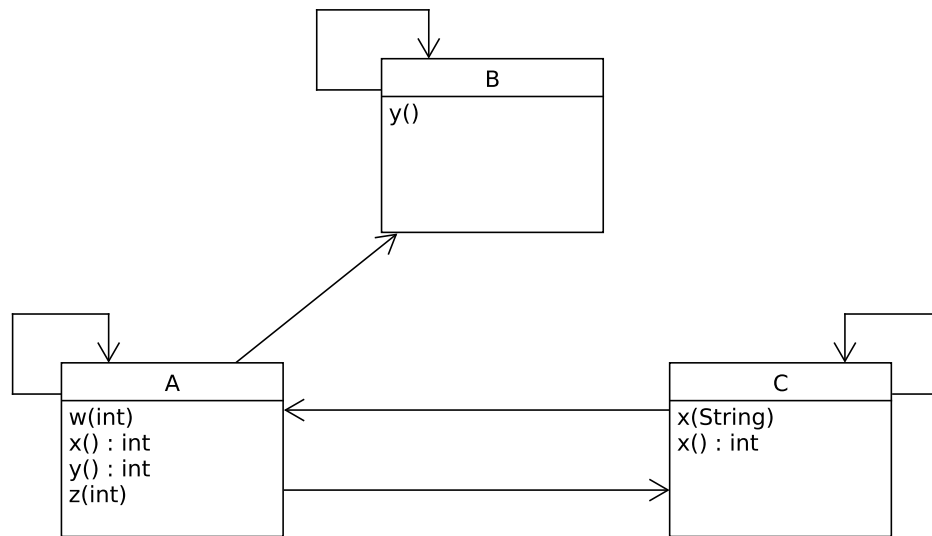 B
y()
A
w(int)
x() : int
y() : int
z(int)
C
x(String)
x() : int